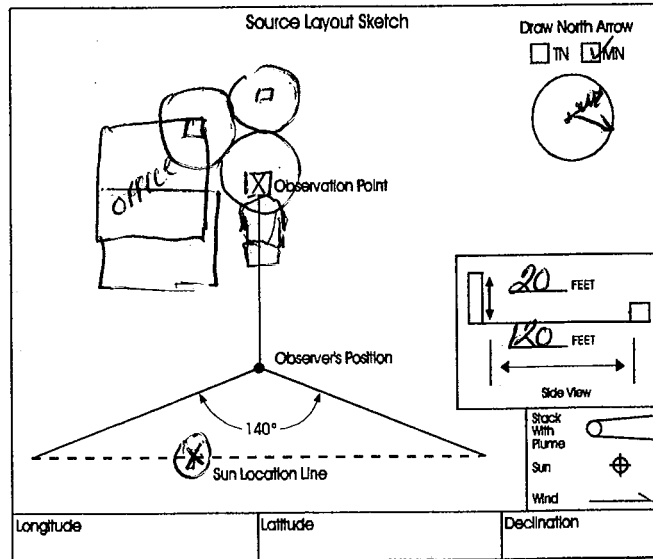 Source Layout Sketch
Draw North Arrow
TN MN
OFFICE
X Observation Point
20 FEET
120 FEET
Side View
Observer's Position
140°
X
Sun Location Line
Stack
With
Plume
Sun
Wind
Longitude Latitude Declination